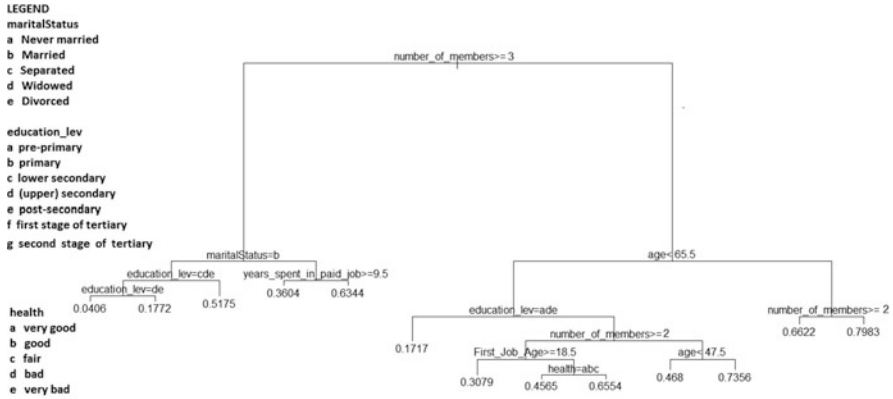 LEGEND
maritalStatus
a Never married
b Married
c Separated
d Widowed
e Divorced
education_lev
a pre-primary
b primary
c lower secondary
d (upper) secondary
e post-secondary
f first stage of tertiary
g second stage of tertiary
health
a very good
b good
c fair
d bad
e very bad
number_of_members>= 3
maritalStatus=b
age< 65.5
education_lev=cde
years_spent_in_paid_job>=9.5
education_lev=de
0.5175
0.3604
0.6344
0.0406
0.1772
education_lev=ade
number_of_members>= 2
0.6622
0.7983
0.1717
number_of_members>=2
First_Job_Age>=18.5
age< 47.5
0.3079
health=abc
0.4565
0.6554
0.468
0.7356